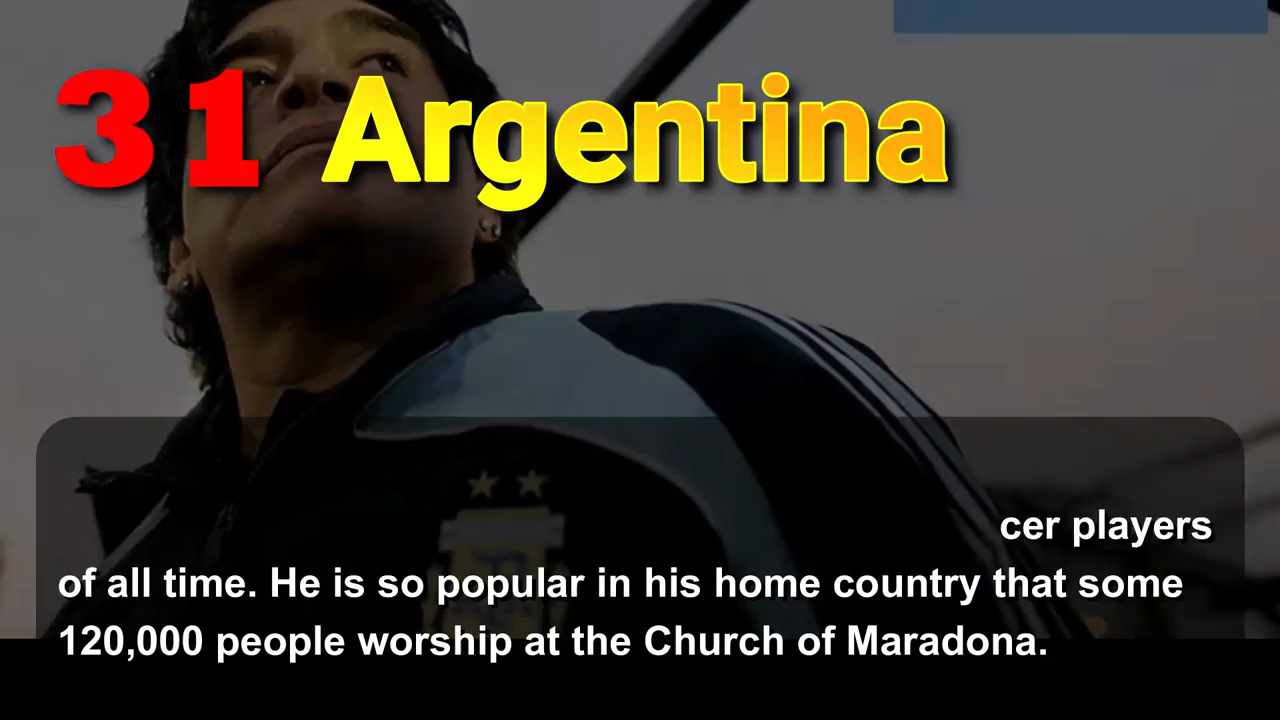 31 Argentina
cer players
of all time. He is so popular in his home country that some
120,000 people worship at the Church of Maradona.